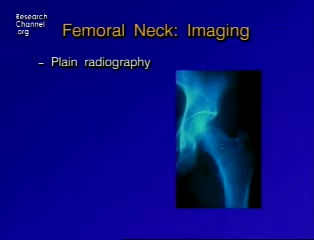 Research
Channel
.org
Femoral Neck: Imaging
– Plain radiography